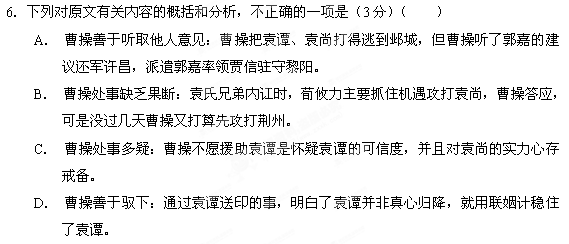 6. 下列对原文有关内容的概括和分析，不正确的一项是（3分）（      ）
A. 曹操善于听取他人意见：曹操把袁谭、袁尚打得逃到邺城，但曹操听了郭嘉的建
议还军许昌，派遣郭嘉率领贾信驻守黎阳。
B. 曹操处事缺乏果断：袁氏兄弟内讧时，荀攸力主要抓住机遇攻打袁尚，曹操答应，
可是没过几天曹操又打算先攻打荆州。
C. 曹操处事多疑：曹操不愿援助袁谭是怀疑袁谭的可信度，并且对袁尚的实力心存
戒备。
D. 曹操善于驭下：通过袁谭送印的事，明白了袁谭并非真心归降，就用联姻计稳住
了袁谭。